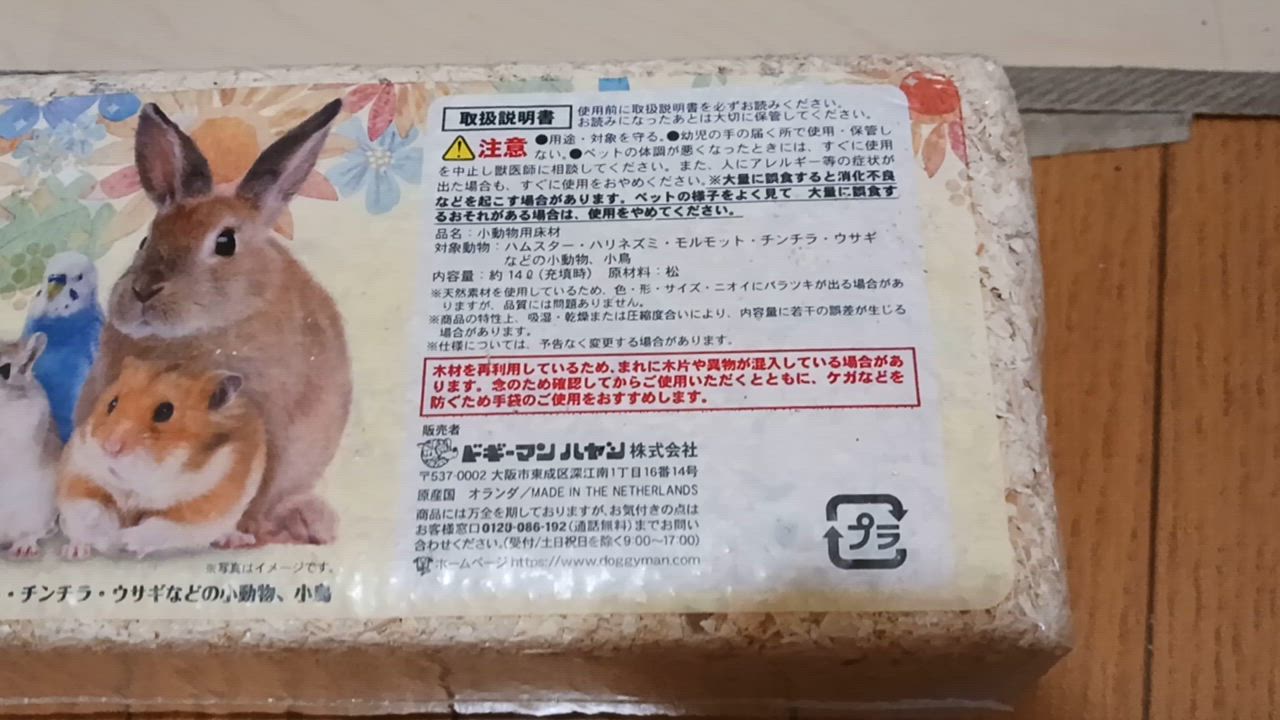 取扱説明書
使用前に取扱説明書を必ずお読みください。
お読みになったあとは大切に保管してください。
注意 ●用途・対象を守る。●幼児の手の届く所で使用・保管し
ない。●ペットの体調が悪くなったときには、すぐに使用
を中止し獣医師に相談してください。また、人にアレルギー等の症状が
出た場合も、すぐに使用をおやめください。※大量に誤食すると消化不良
などを起こす場合があります。ペットの様子をよく見て 大量に誤食す
るおそれがある場合は、使用をやめてください。
品名：小動物用床材
対象動物：ハムスター・ハリネズミ・モルモット・チンチラ・ウサギ
などの小動物、小鳥
内容量：約14ℓ(充填時) 原材料：松
※天然素材を使用しているため、色・形・サイズ・ニオイにバラツキが出る場合があ
りますが、品質には問題ありません。
※商品の特性上、吸湿・乾燥または圧縮度合いにより、内容量に若干の誤差が生じる
場合があります。
※仕様については、予告なく変更する場合があります。
木材を再利用しているため、まれに木片や異物が混入している場合があ
ります。念のため確認してからご使用いただくとともに、ケガなどを
防ぐため手袋のご使用をおすすめします。
販売者
ドギーマンハヤシ株式会社
〒537-0002 大阪市東成区深江南1丁目16番14号
原産国 オランダ/MADE IN THE NETHERLANDS
商品には万全を期しておりますが、お気付きの点は
お客様窓口0120-086-192(通話無料)までお問い
合わせください。(受付/土日祝日を除く9:00～17:00)
ホームページ https://www.doggyman.com
プラ
※写真はイメージです。
・チンチラ・ウサギなどの小動物、小鳥